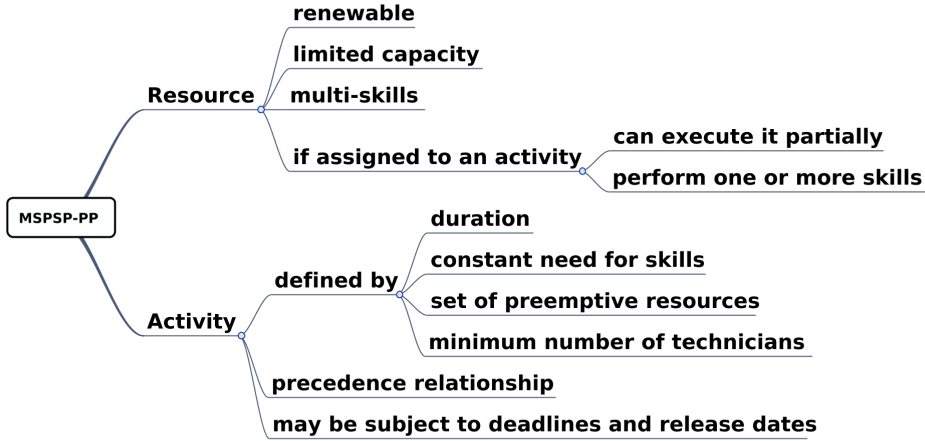 MSPSP-PP
Resource
renewable
limited capacity
multi-skills
if assigned to an activity
can execute it partially
perform one or more skills
Activity
defined by
duration
constant need for skills
set of preemptive resources
minimum number of technicians
precedence relationship
may be subject to deadlines and release dates